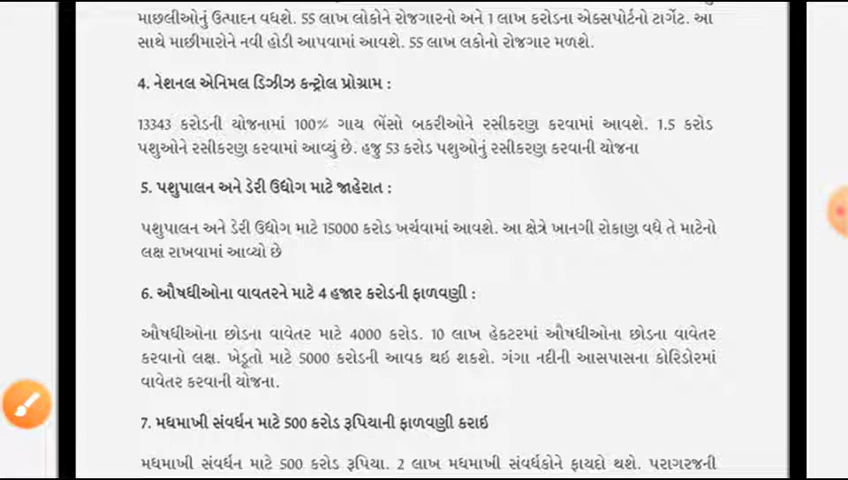 માછલીઓનું ઉત્પાદન વધશે. 55 લાખ લોકોને રોજગારનો અને 1 લાખ કરોડના એક્સપોર્ટનો ટાર્ગેટ. આ
સાથે માછીમારોને નવી હોડી આપવામાં આવશે. 55 લાખ લકોનો રોજગાર મળશે.
4. નેશનલ એનિમલ ડિઝીઝ કન્ટ્રોલ પ્રોગ્રામ :
13343 કરોડની યોજનામાં 100% ગાય ભેંસો બકરીઓને રસીકરણ કરવામાં આવશે. 1.5 કરોડ
પશુઓને રસીકરણ કરવામાં આવ્યું છે. હજુ 53 કરોડ પશુઓનું રસીકરણ કરવાની યોજના
5. પશુપાલન અને ડેરી ઉદ્યોગ માટે જાહેરાત :
પશુપાલન અને ડેરી ઉદ્યોગ માટે 15000 કરોડ ખર્ચવામાં આવશે. આ ક્ષેત્રે ખાનગી રોકાણ વધે તે માટેનો
લક્ષ રાખવામાં આવ્યો છે
6. ઔષધીઓના વાવતરને માટે 4 હજાર કરોડની ફાળવણી :
ઔષધીઓના છોડના વાવેતર માટે 4000 કરોડ. 10 લાખ હેકટરમાં ઔષધીઓના છોડના વાવેતર
કરવાનો લક્ષ. ખેડૂતો માટે 5000 કરોડની આવક થઇ શકશે. ગંગા નદીની આસપાસના કોરિડોરમાં
વાવેતર કરવાની યોજના.
7. મધમાખી સંવર્ધન માટે 500 કરોડ રૂપિયાની ફાળવણી કરાઇ
મધમાખી સંવર્ધન માટે 500 કરોડ રૂપિયા. 2 લાખ મધમાખી સંવર્ધકોને ફાયદો થશે. પરાગરજની